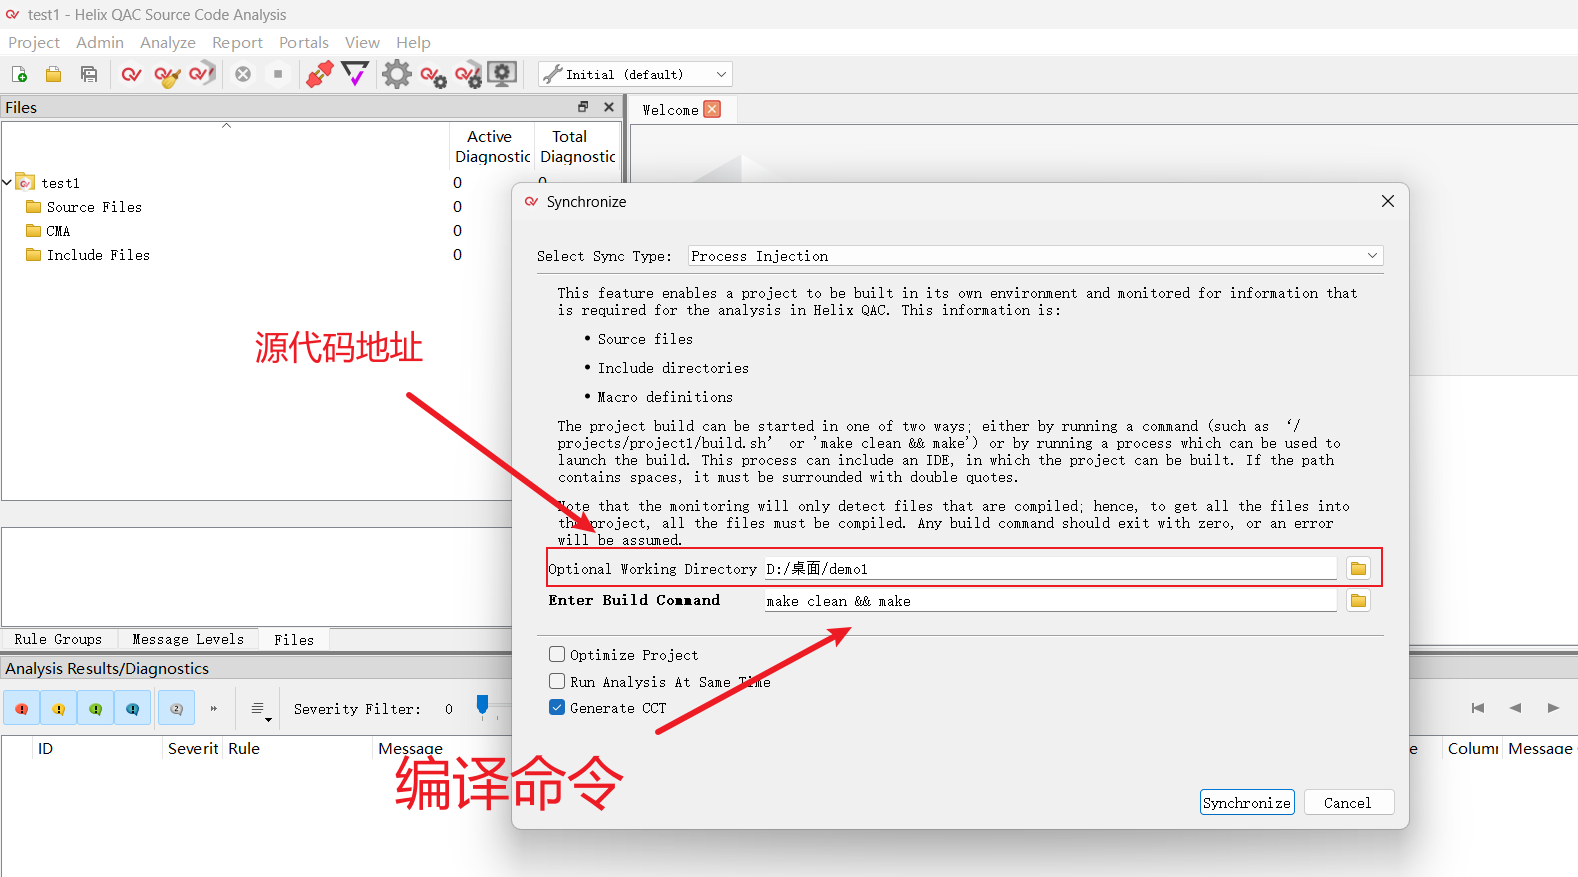 test1 - Helix QAC Source Code Analysis
Project Admin Analyze Report Portals View Help
Initial (default)
Files
Welcome
Active Diagnostic
Total Diagnostic
test1 0 0
Source Files 0
CMA 0
Include Files 0
源代码地址
Synchronize
Select Sync Type: Process Injection
This feature enables a project to be built in its own environment and monitored for information that
is required for the analysis in Helix QAC. This information is:
• Source files
• Include directories
• Macro definitions
The project build can be started in one of two ways; either by running a command (such as ‘/
projects/project1/build.sh’ or 'make clean && make') or by running a process which can be used to
launch the build. This process can include an IDE, in which the project can be built. If the path
contains spaces, it must be surrounded with double quotes.
Note that the monitoring will only detect files that are compiled; hence, to get all the files into
the project, all the files must be compiled. Any build command should exit with zero, or an error
will be assumed.
Optional Working Directory D:/桌面/demo1
Enter Build Command make clean && make
Optimize Project
Run Analysis At Same Time
Generate CCT
编译命令
Synchronize Cancel
Rule Groups Message Levels Files
Analysis Results/Diagnostics
Severity Filter: 0
ID Severit Rule Message e Colum Message